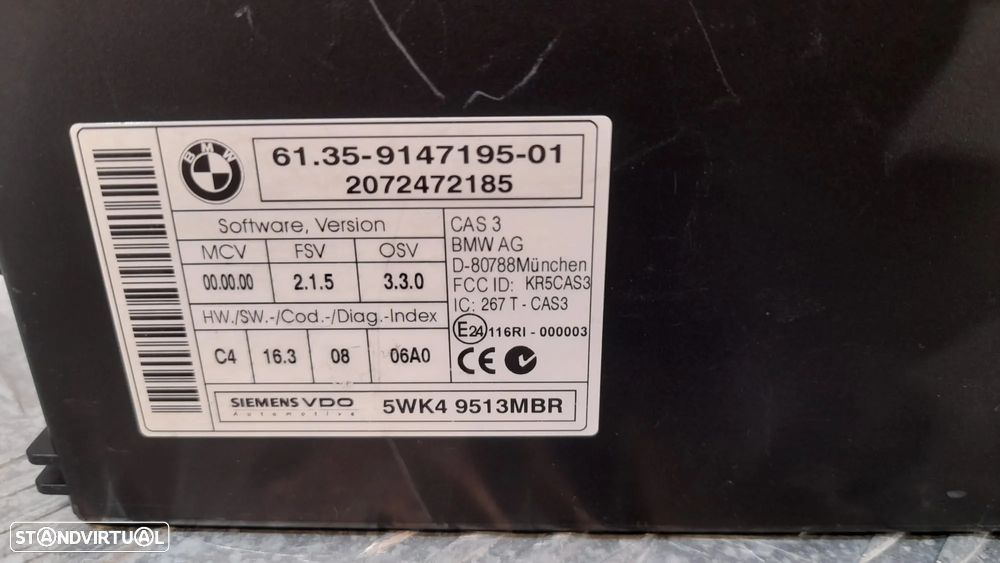 BMW
61.35-9147195-01
2072472185
Software, Version
MCV FSV OSV
00.00.00 2.1.5 3.3.0
HW./SW.-/Cod.-/Diag.-Index
C4 16.3 08 06A0
CAS 3
BMW AG
D-80788München
FCC ID: KR5CAS3
IC: 267 T - CAS3
E24 116RI - 000003
CE
SIEMENS VDO
Automotive
5WK4 9513MBR
STANDVIRTUAL